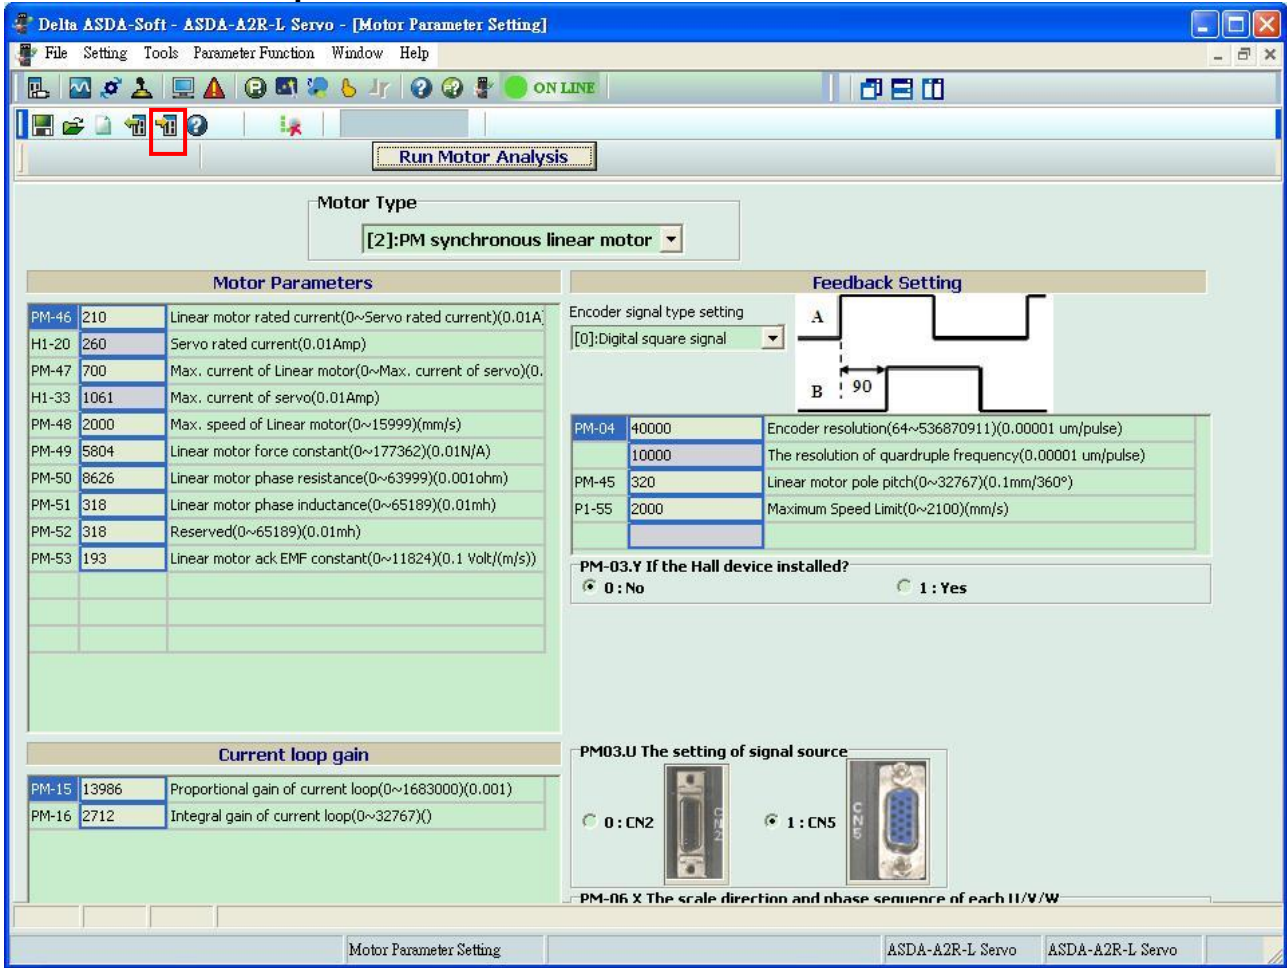 Delta ASDA-Soft - ASDA-A2R-L Servo - [Motor Parameter Setting]
File Setting Tools Parameter Function Window Help
ON LINE
Run Motor Analysis
Motor Type
[2]:PM synchronous linear motor
Motor Parameters
PM-46 210 Linear motor rated current(0~Servo rated current)(0.01A
H1-20 260 Servo rated current(0.01Amp)
PM-47 700 Max. current of Linear motor(0~Max. current of servo)(0.
H1-33 1061 Max. current of servo(0.01Amp)
PM-48 2000 Max. speed of Linear motor(0~15999)(mm/s)
PM-49 5804 Linear motor force constant(0~177362)(0.01N/A)
PM-50 8626 Linear motor phase resistance(0~63999)(0.001ohm)
PM-51 318 Linear motor phase inductance(0~65189)(0.01mh)
PM-52 318 Reserved(0~65189)(0.01mh)
PM-53 193 Linear motor ack EMF constant(0~11824)(0.1 Volt/(m/s))
Current loop gain
PM-15 13986 Proportional gain of current loop(0~1683000)(0.001)
PM-16 2712 Integral gain of current loop(0~32767)()
Feedback Setting
Encoder signal type setting
[0]:Digital square signal
A
B
90
PM-04 40000 Encoder resolution(64~536870911)(0.00001 um/pulse)
10000 The resolution of quardruple frequency(0.00001 um/pulse)
PM-45 320 Linear motor pole pitch(0~32767)(0.1mm/360°)
P1-55 2000 Maximum Speed Limit(0~2100)(mm/s)
PM-03.Y If the Hall device installed?
0 : No 1 : Yes
PM03.U The setting of signal source
0 : CN2 CN2 1 : CN5 CN5
PM-06.X The scale direction and phase sequence of each U/V/W
Motor Parameter Setting ASDA-A2R-L Servo ASDA-A2R-L Servo